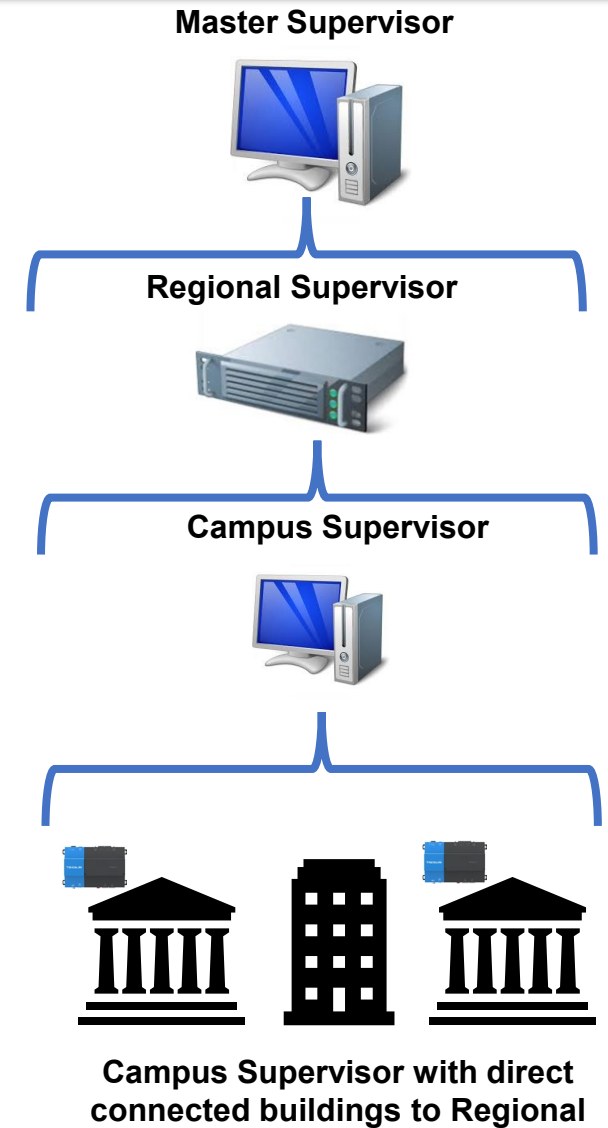 Master Supervisor
Regional Supervisor
Campus Supervisor
Campus Supervisor with direct
connected buildings to Regional